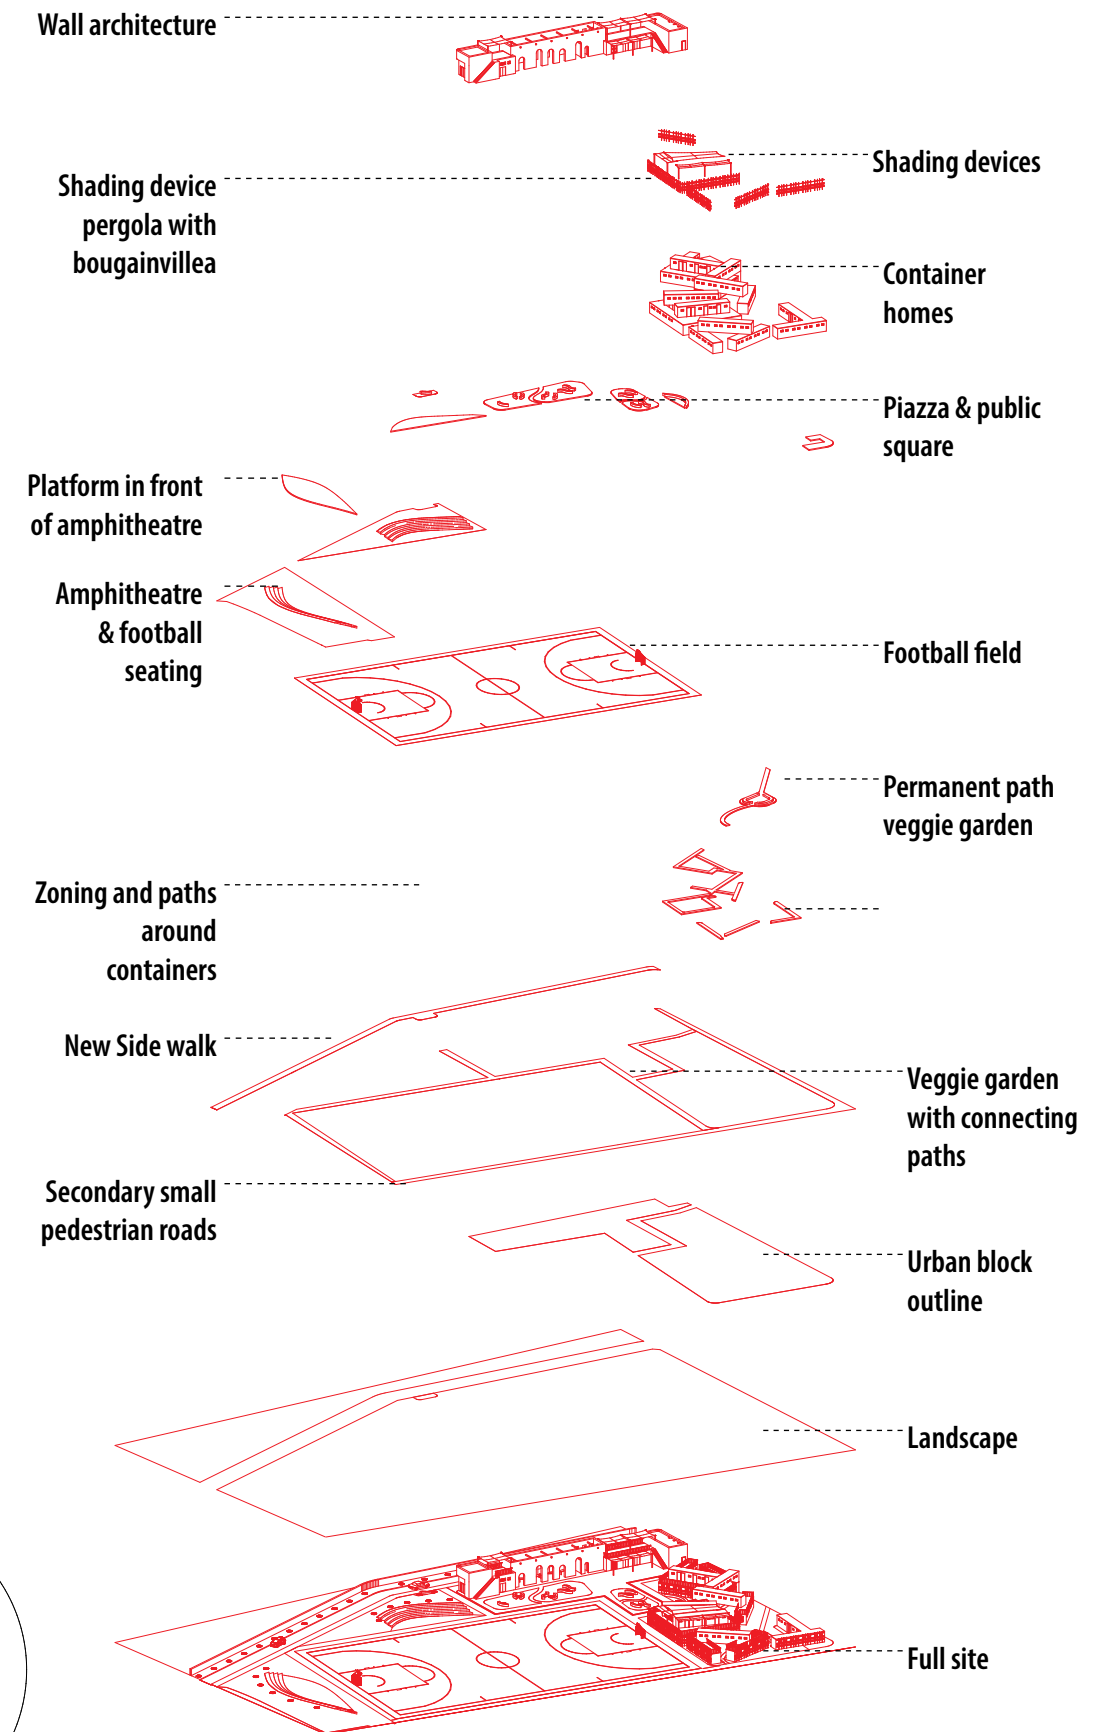 Wall architecture
Shading devices
Shading device
pergola with
bougainvillea
Container
homes
Piazza & public
square
Platform in front
of amphitheatre
Amphitheatre
& football
seating
Football field
Permanent path
veggie garden
Zoning and paths
around
containers
New Side walk
Veggie garden
with connecting
paths
Secondary small
pedestrian roads
Urban block
outline
Landscape
Full site